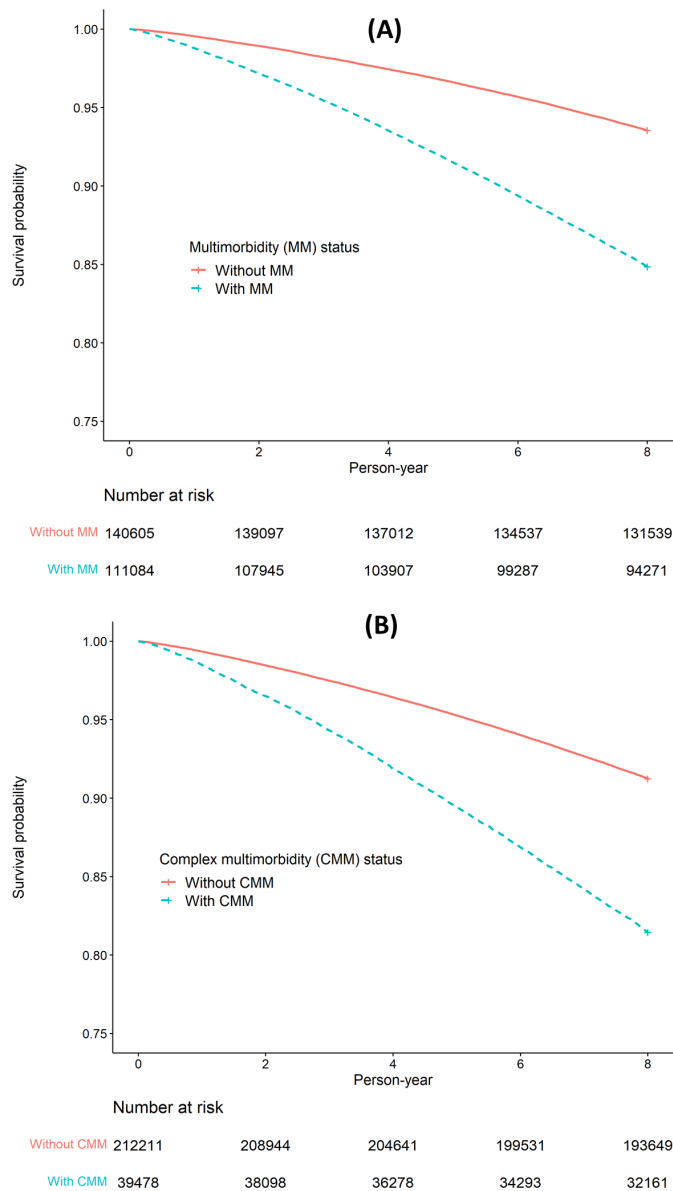 (A)
1.00
0.95
0.90
0.85
0.75
Survival probability
Multimorbidity (MM) status
Without MM
With MM
0 2 4 6 8
Person-year
Number at risk
Without MM 140605 139097 137012 134537 131539
With MM 111084 107945 103907 99287 94271
(B)
1.00
0.95
0.90
0.85
0.80
0.75
Survival probability
Complex multimorbidity (CMM) status
Without CMM
With CMM
0 2 4 6 8
Person-year
Number at risk
Without CMM 212211 208944 204641 199531 193649
With CMM 39478 38098 36278 34293 32161